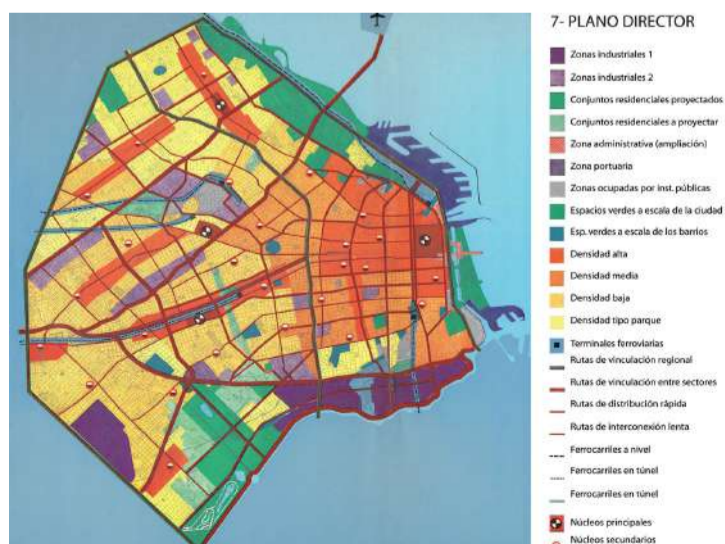 7- PLANO DIRECTOR
Zonas industriales 1
Zonas industriales 2
Conjuntos residenciales proyectados
Conjuntos residenciales a proyectar
Zona administrativa (ampliación)
Zona portuaria
Zonas ocupadas por inst. públicas
Espacios verdes a escala de la ciudad
Esp. verdes a escala de los barrios
Densidad alta
Densidad media
Densidad baja
Densidad tipo parque
Terminales ferroviarias
Rutas de vinculación regional
Rutas de vinculación entre sectores
Rutas de distribución rápida
Rutas de interconexión lenta
Ferrocarriles a nivel
Ferrocarriles en túnel
Ferrocarriles en túnel
Núcleos principales
Núcleos secundarios